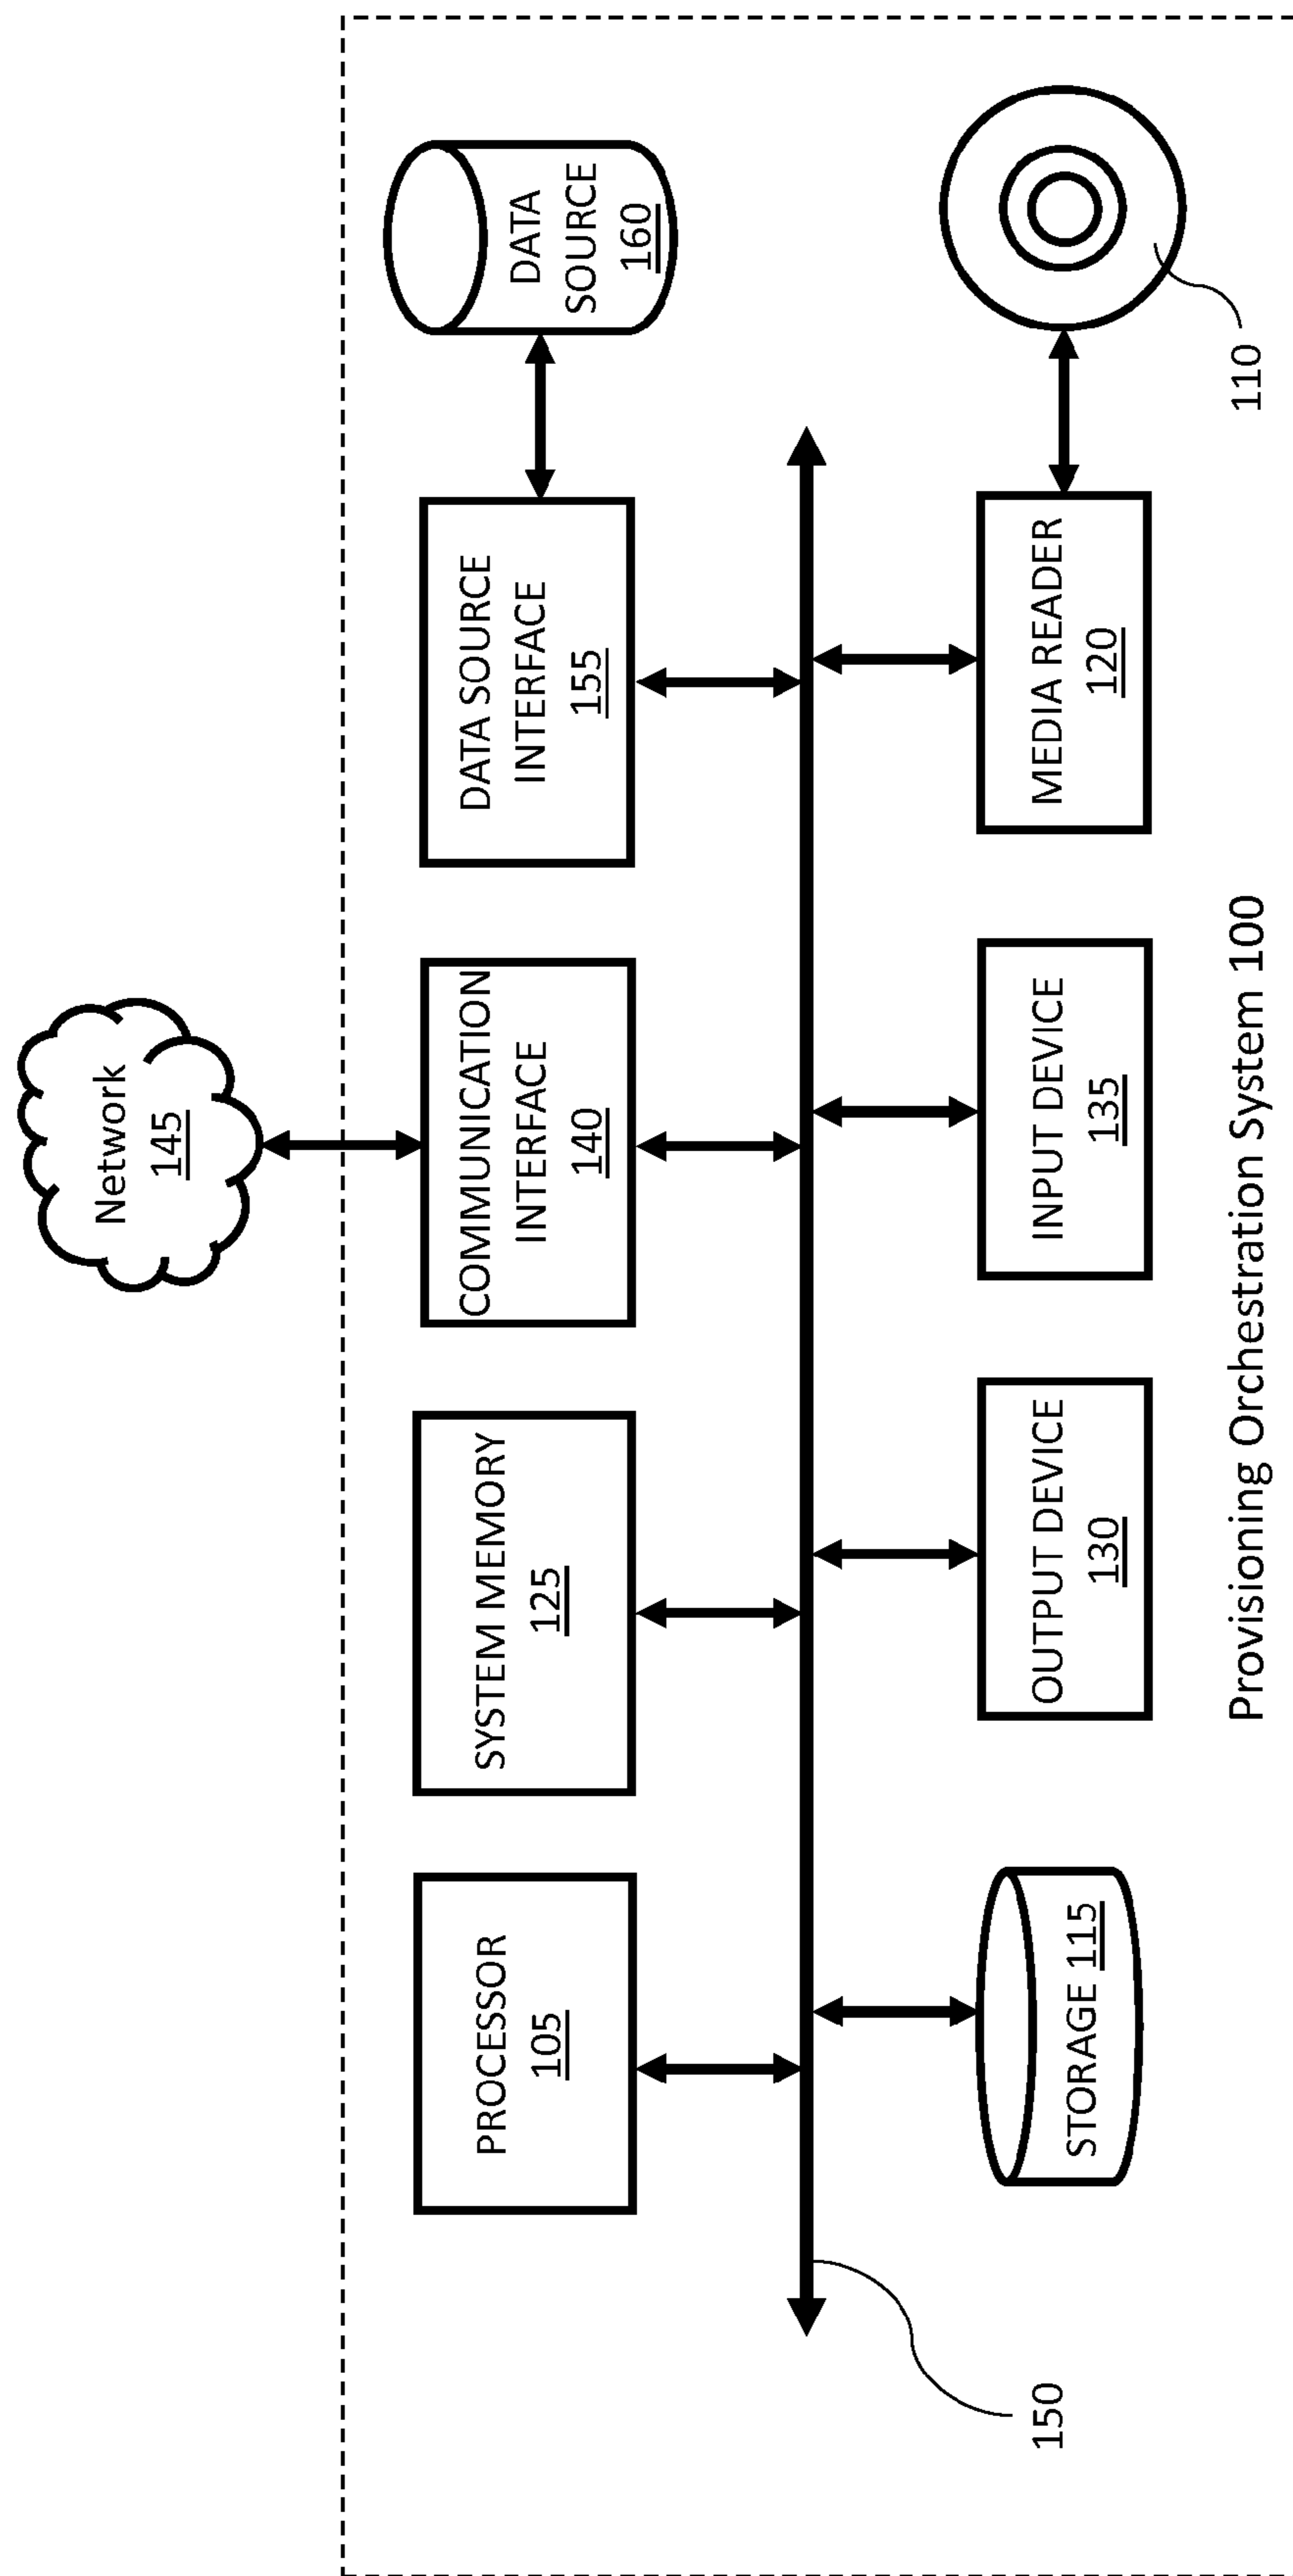 Network
145
PROCESSOR
105
SYSTEM MEMORY
125
COMMUNICATION
INTERFACE
140
DATA SOURCE
INTERFACE
155
DATA
SOURCE
160
150
STORAGE 115
OUTPUT DEVICE
130
INPUT DEVICE
135
MEDIA READER
120
110
Provisioning Orchestration System 100